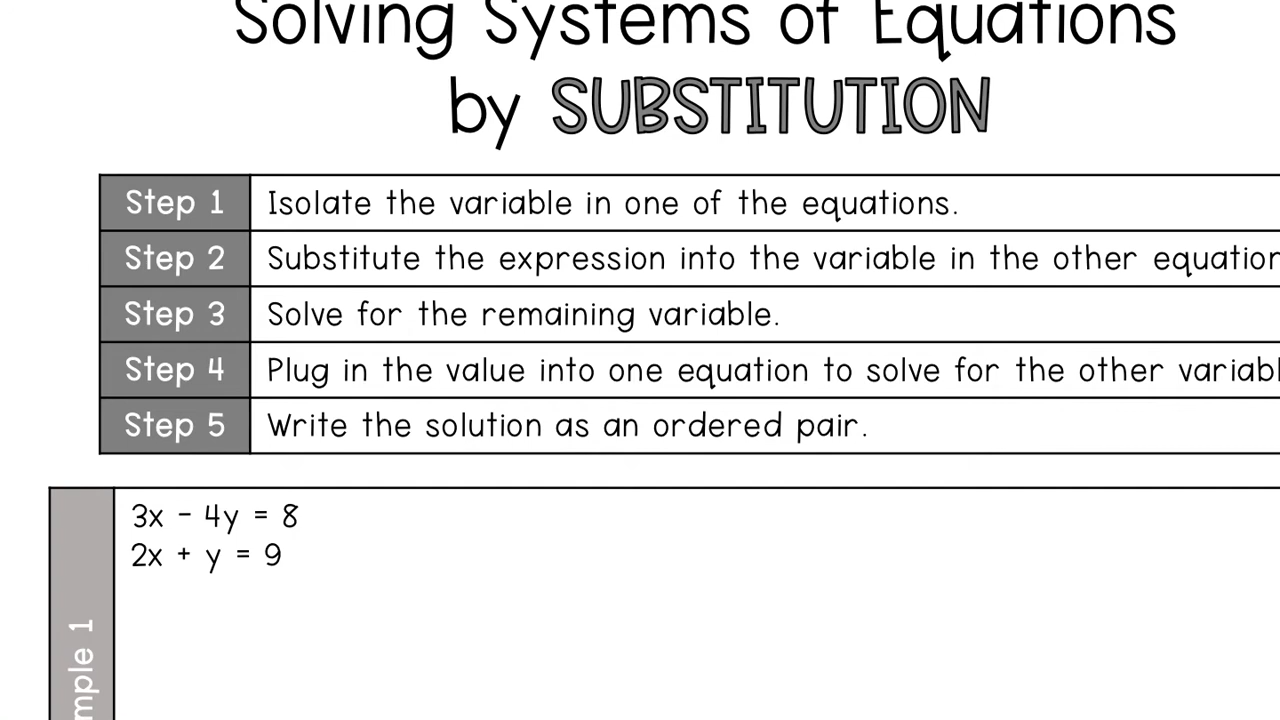 Solving Systems of Equations
by SUBSTITUTION
Step 1 Isolate the variable in one of the equations.
Step 2 Substitute the expression into the variable in the other equation
Step 3 Solve for the remaining variable.
Step 4 Plug in the value into one equation to solve for the other variabl
Step 5 Write the solution as an ordered pair.
3x - 4y = 8
2x + y = 9
mple 1